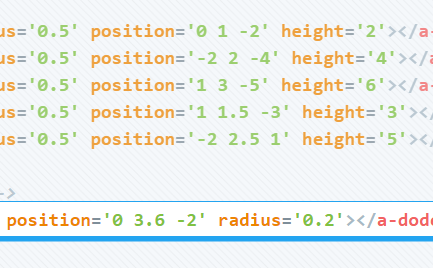 us='0.5' position='0 1 -2' height='2'></a-
us='0.5' position='-2 2 -4' height='4'></a
us='0.5' position='1 3 -5' height='6'></a-
us='0.5' position='1 1.5 -3' height='3'></
us='0.5' position='-2 2.5 1' height='5'></
->
position='0 3.6 -2' radius='0.2'></a-dode